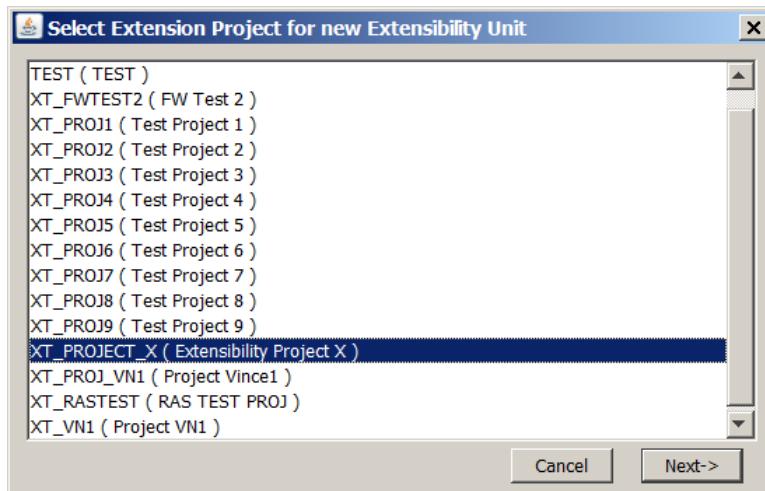 Select Extension Project for new Extensibility Unit
TEST ( TEST )
XT_FWTEST2 ( FW Test 2 )
XT_PROJ1 ( Test Project 1 )
XT_PROJ2 ( Test Project 2 )
XT_PROJ3 ( Test Project 3 )
XT_PROJ4 ( Test Project 4 )
XT_PROJ5 ( Test Project 5 )
XT_PROJ6 ( Test Project 6 )
XT_PROJ7 ( Test Project 7 )
XT_PROJ8 ( Test Project 8 )
XT_PROJ9 ( Test Project 9 )
XT_PROJECT_X ( Extensibility Project X )
XT_PROJ_VN1 ( Project Vince1 )
XT_RASTEST ( RAS TEST PROJ )
XT_VN1 ( Project VN1 )
Cancel Next->